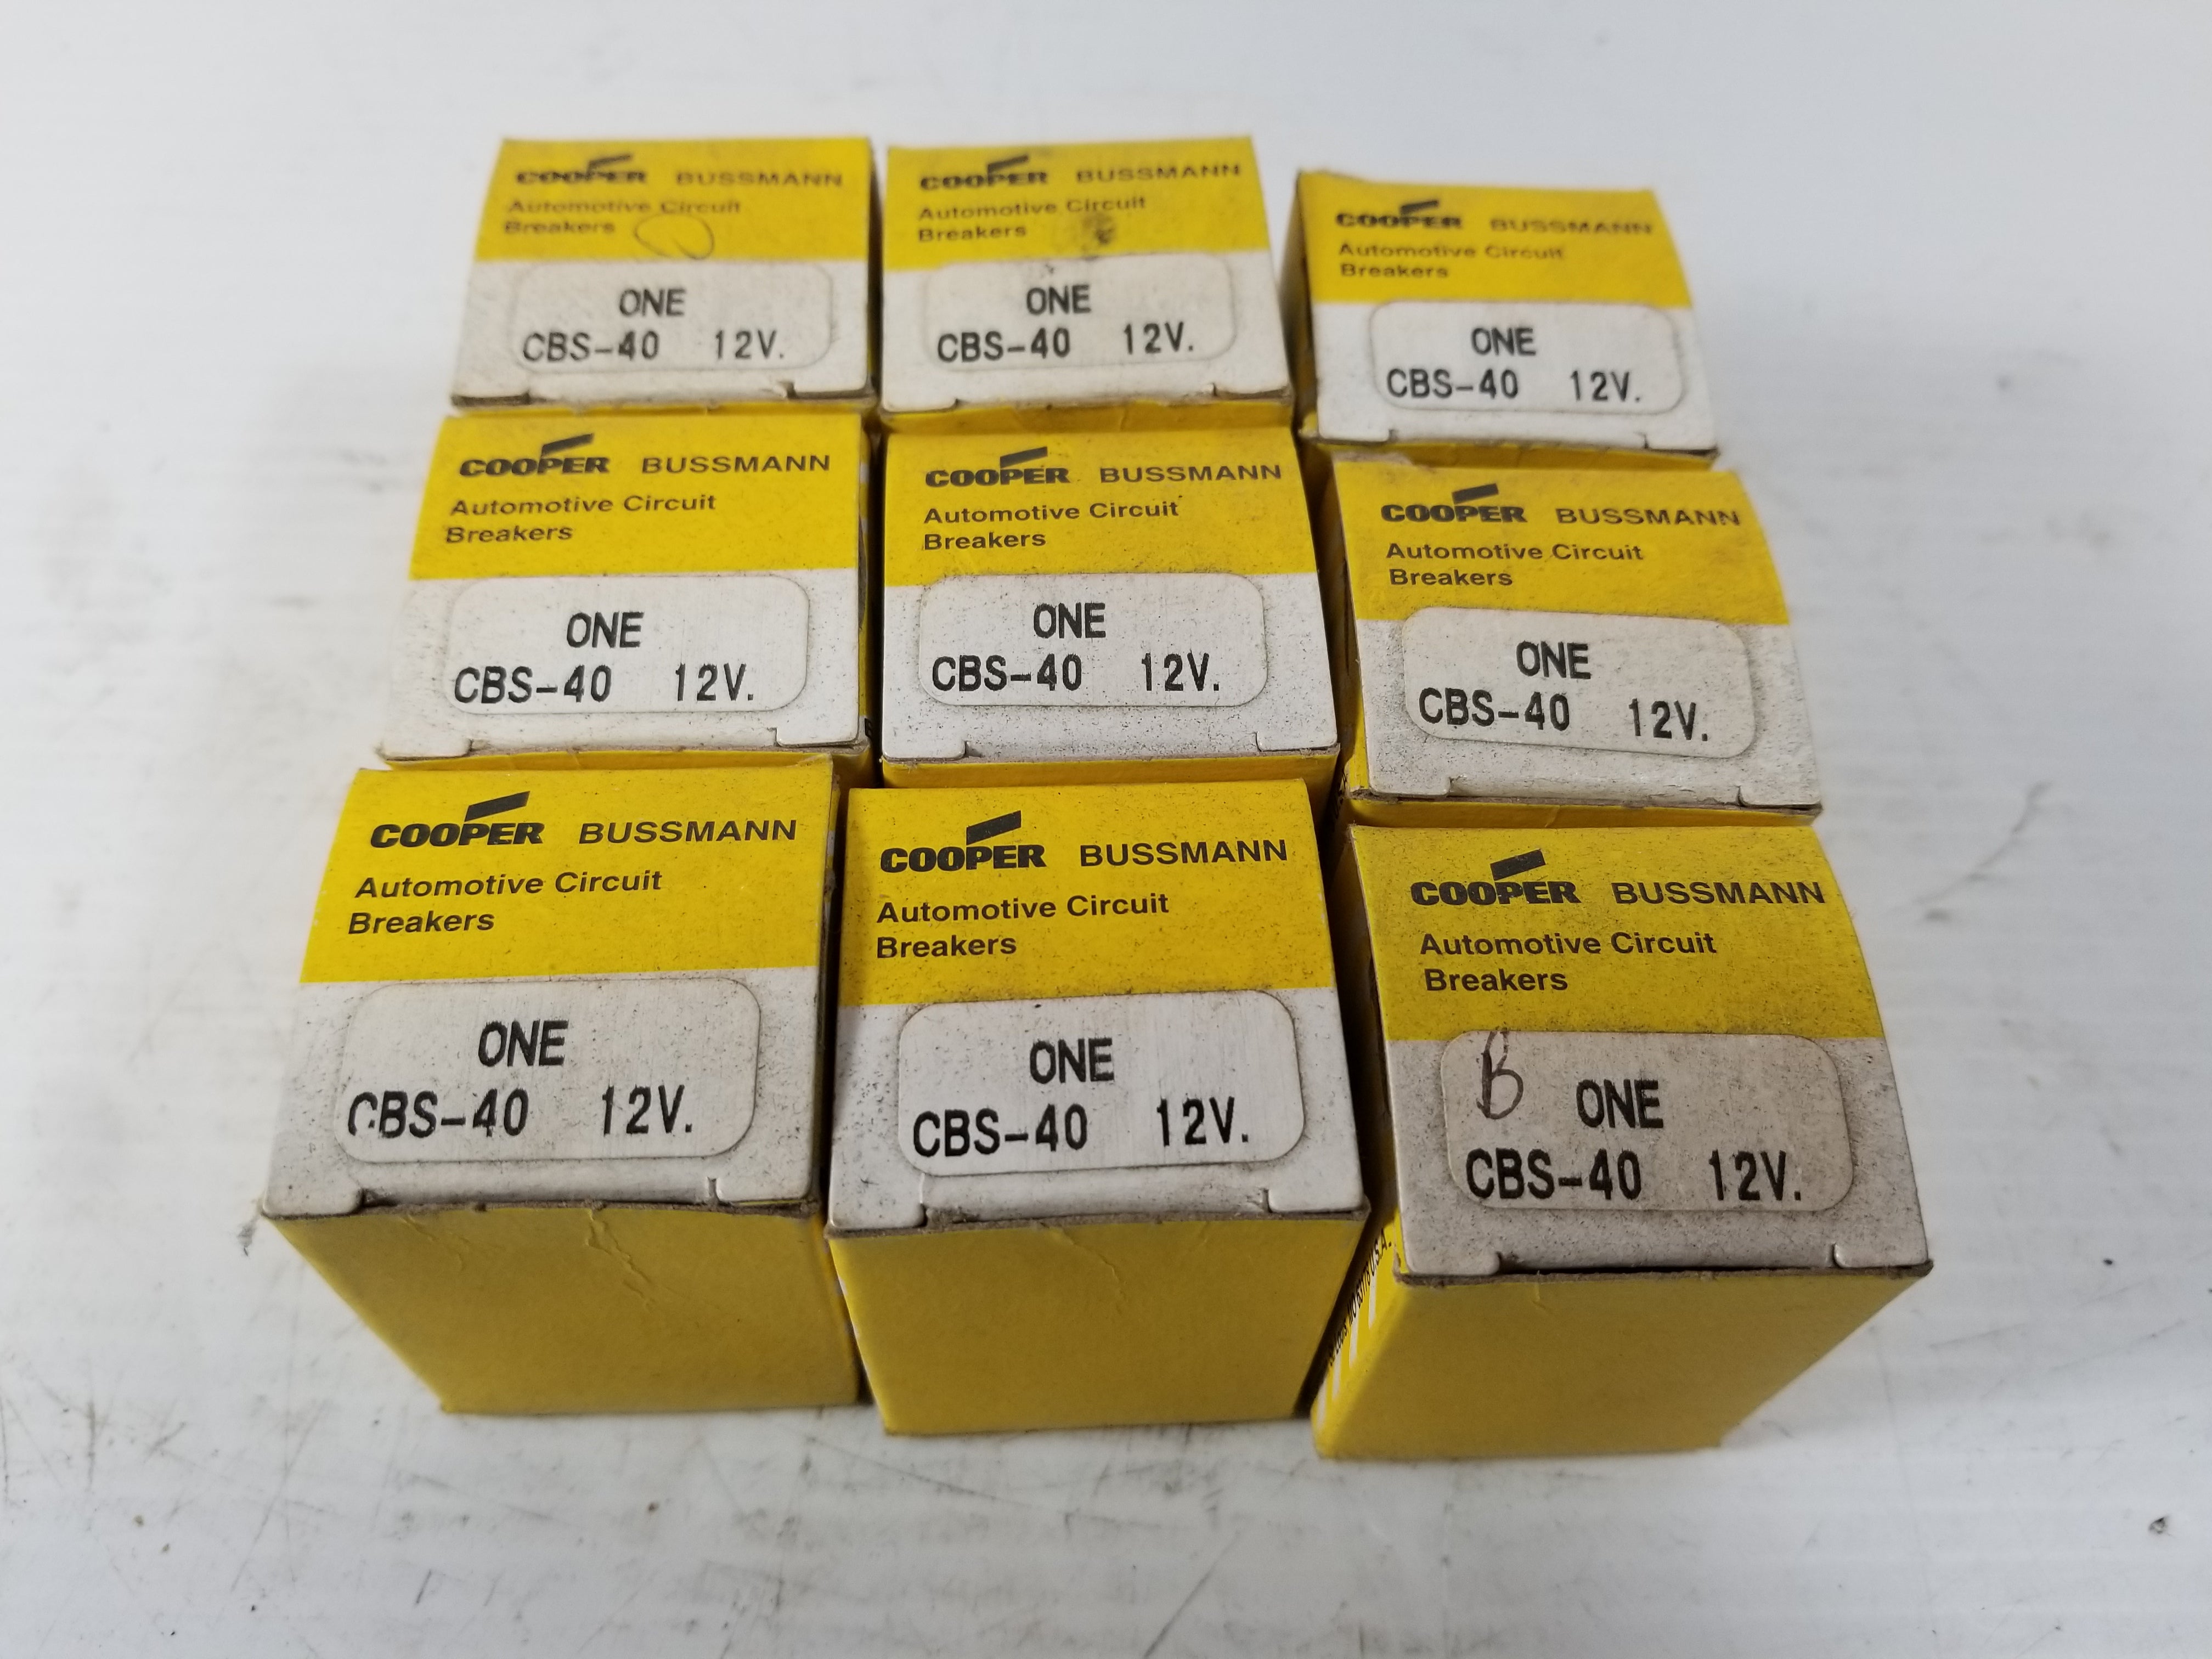 COOPER BUSSMANN
Automotive Circuit
Breakers
ONE
CBS-40 12V.
COOPER BUSSMANN
Automotive Circuit
Breakers
ONE
CBS-40 12V.
COOPER BUSSMANN
Automotive Circuit
Breakers
ONE
CBS-40 12V.
COOPER BUSSMANN
Automotive Circuit
Breakers
ONE
CBS-40 12V.
COOPER BUSSMANN
Automotive Circuit
Breakers
ONE
CBS-40 12V.
COOPER BUSSMANN
Automotive Circuit
Breakers
ONE
CBS-40 12V.
COOPER BUSSMANN
Automotive Circuit
Breakers
ONE
CBS-40 12V.
COOPER BUSSMANN
Automotive Circuit
Breakers
ONE
CBS-40 12V.
COOPER BUSSMANN
Automotive Circuit
Breakers
B ONE
CBS-40 12V.
U.S.A.